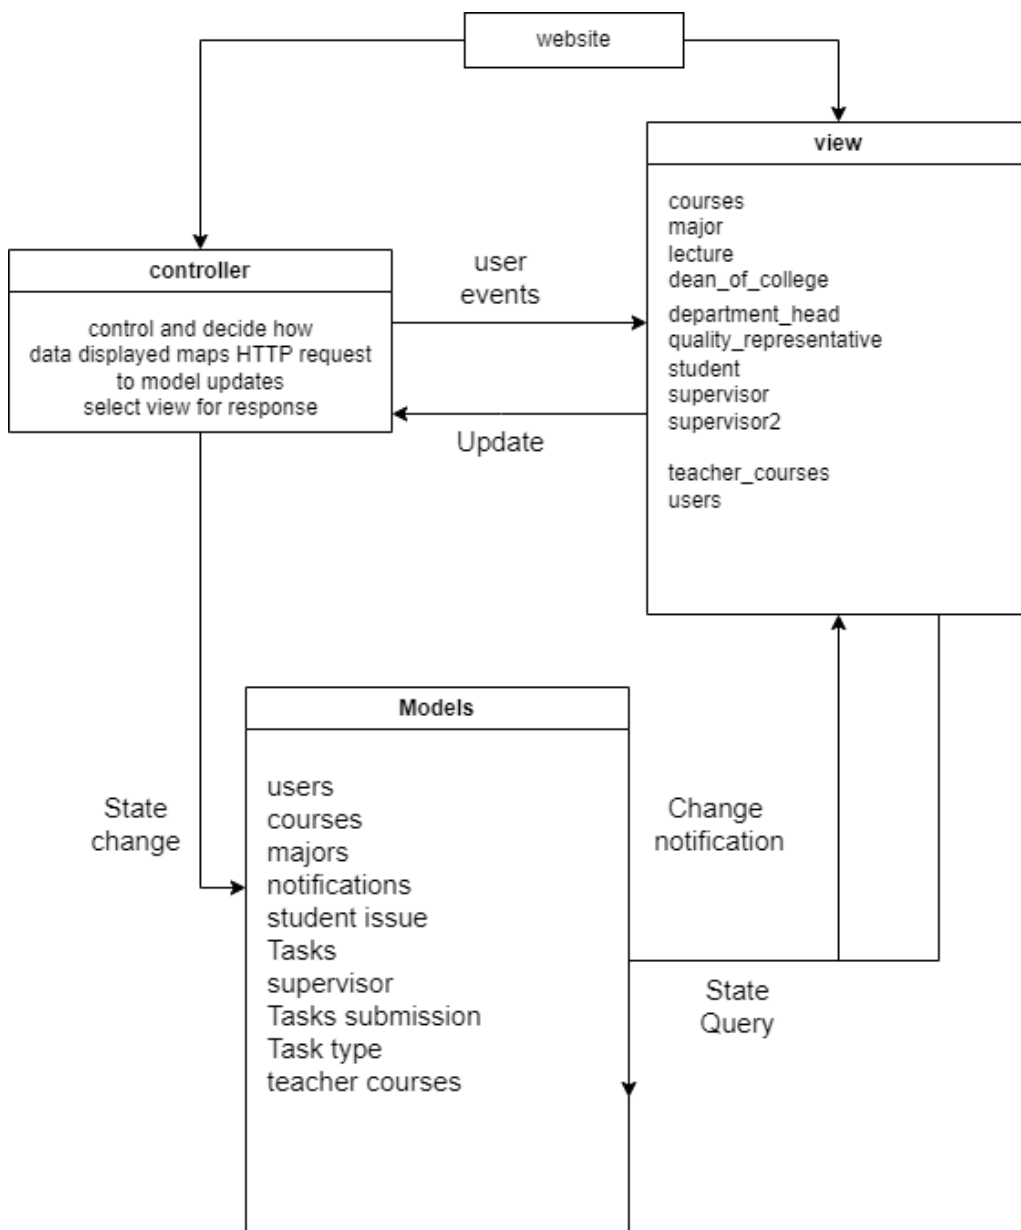 website
view
courses
major
lecture
dean_of_college
department_head
quality_representative
student
supervisor
supervisor2
teacher_courses
users
controller
control and decide how
data displayed maps HTTP request
to model updates
select view for response
user
events
Update
Models
users
courses
majors
notifications
student issue
Tasks
supervisor
Tasks submission
Task type
teacher courses
State
change
Change
notification
State
Query